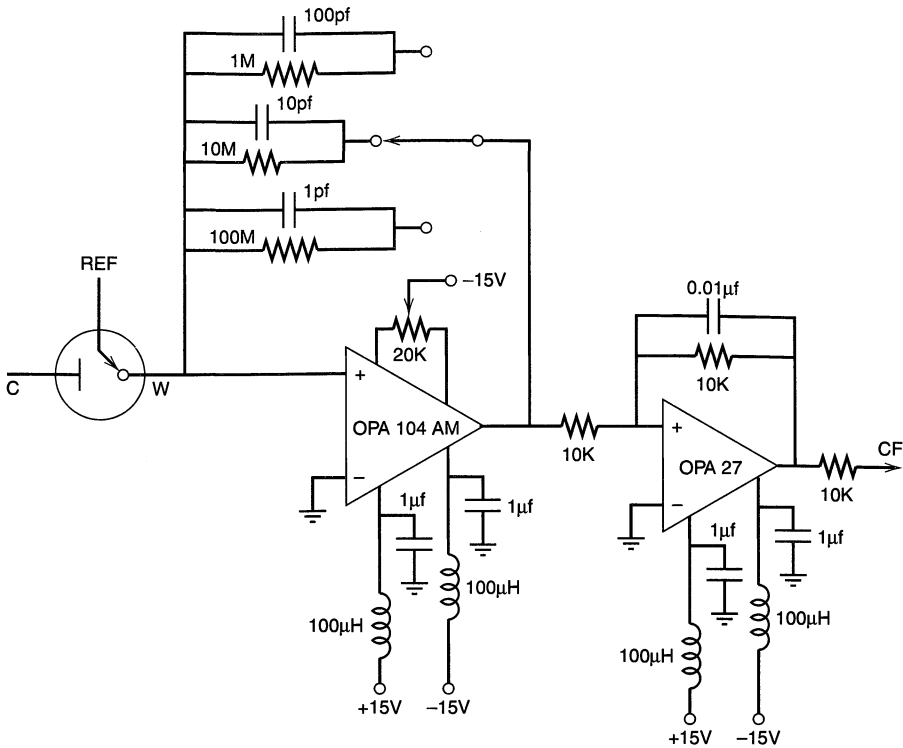 100pf
1M
10pf
10M
1pf
100M
REF
–15V
20K
C
W
+
OPA 104 AM
–
0.01μf
10K
10K
+
OPA 27
–
CF
10K
1μf
1μf
100μH
100μH
+15V
–15V
1μf
1μf
100μH
100μH
+15V
–15V